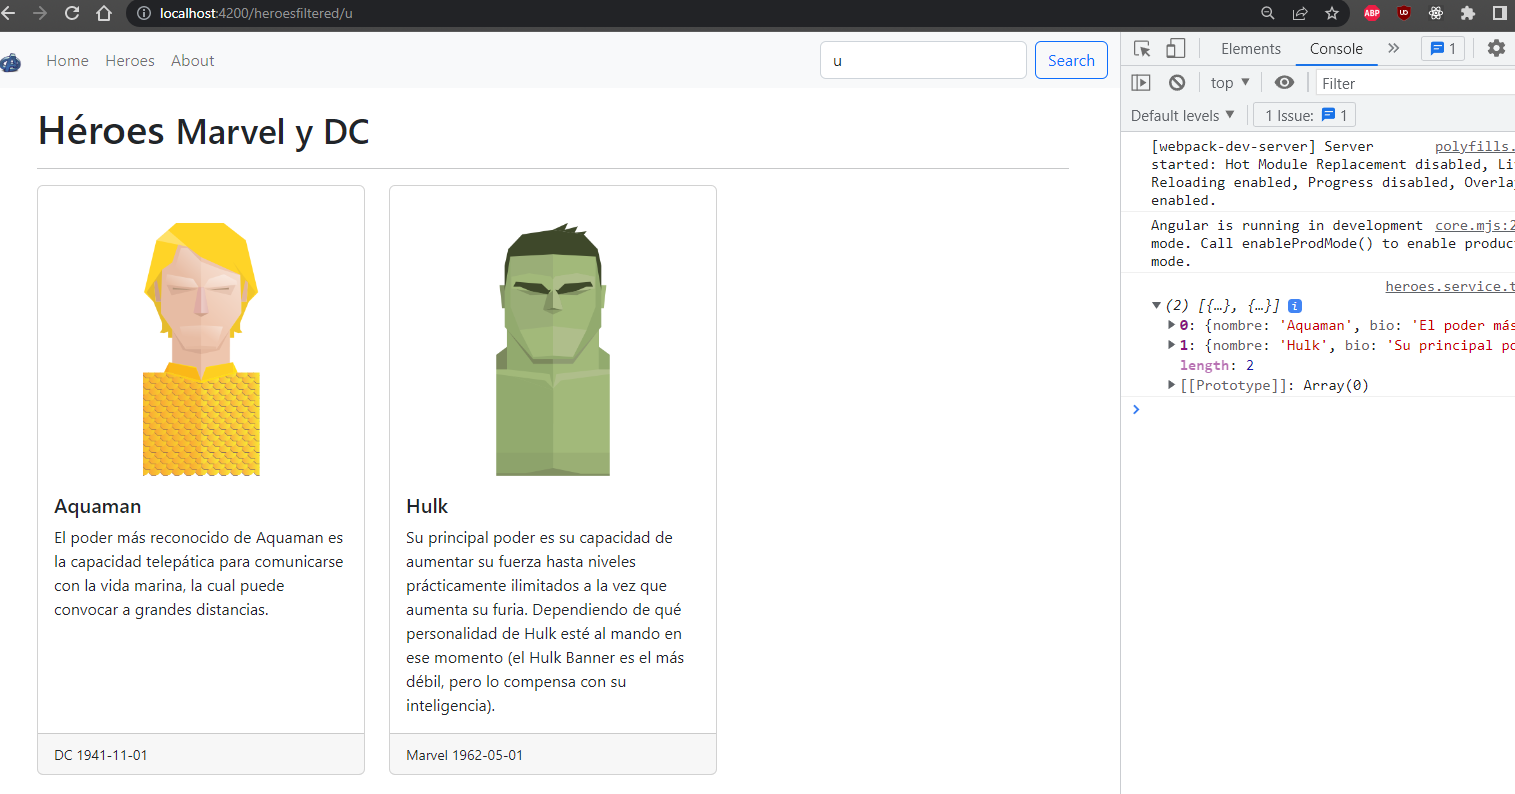 localhost:4200/heroesfiltered/u
ABP
UD
Home Heroes About
u
Search
Héroes Marvel y DC
Aquaman
El poder más reconocido de Aquaman es
la capacidad telepática para comunicarse
con la vida marina, la cual puede
convocar a grandes distancias.
DC 1941-11-01
Hulk
Su principal poder es su capacidad de
aumentar su fuerza hasta niveles
prácticamente ilimitados a la vez que
aumenta su furia. Dependiendo de qué
personalidad de Hulk esté al mando en
ese momento (el Hulk Banner es el más
débil, pero lo compensa con su
inteligencia).
Marvel 1962-05-01
Elements Console 1
top Filter
Default levels 1 Issue: 1
[webpack-dev-server] Server polyfills.
started: Hot Module Replacement disabled, Li
Reloading enabled, Progress disabled, Overla
enabled.
Angular is running in development core.mjs:2
mode. Call enableProdMode() to enable produc
mode.
heroes.service.t
(2) [{…}, {…}] i
0: {nombre: 'Aquaman', bio: 'El poder más
1: {nombre: 'Hulk', bio: 'Su principal po
length: 2
[[Prototype]]: Array(0)